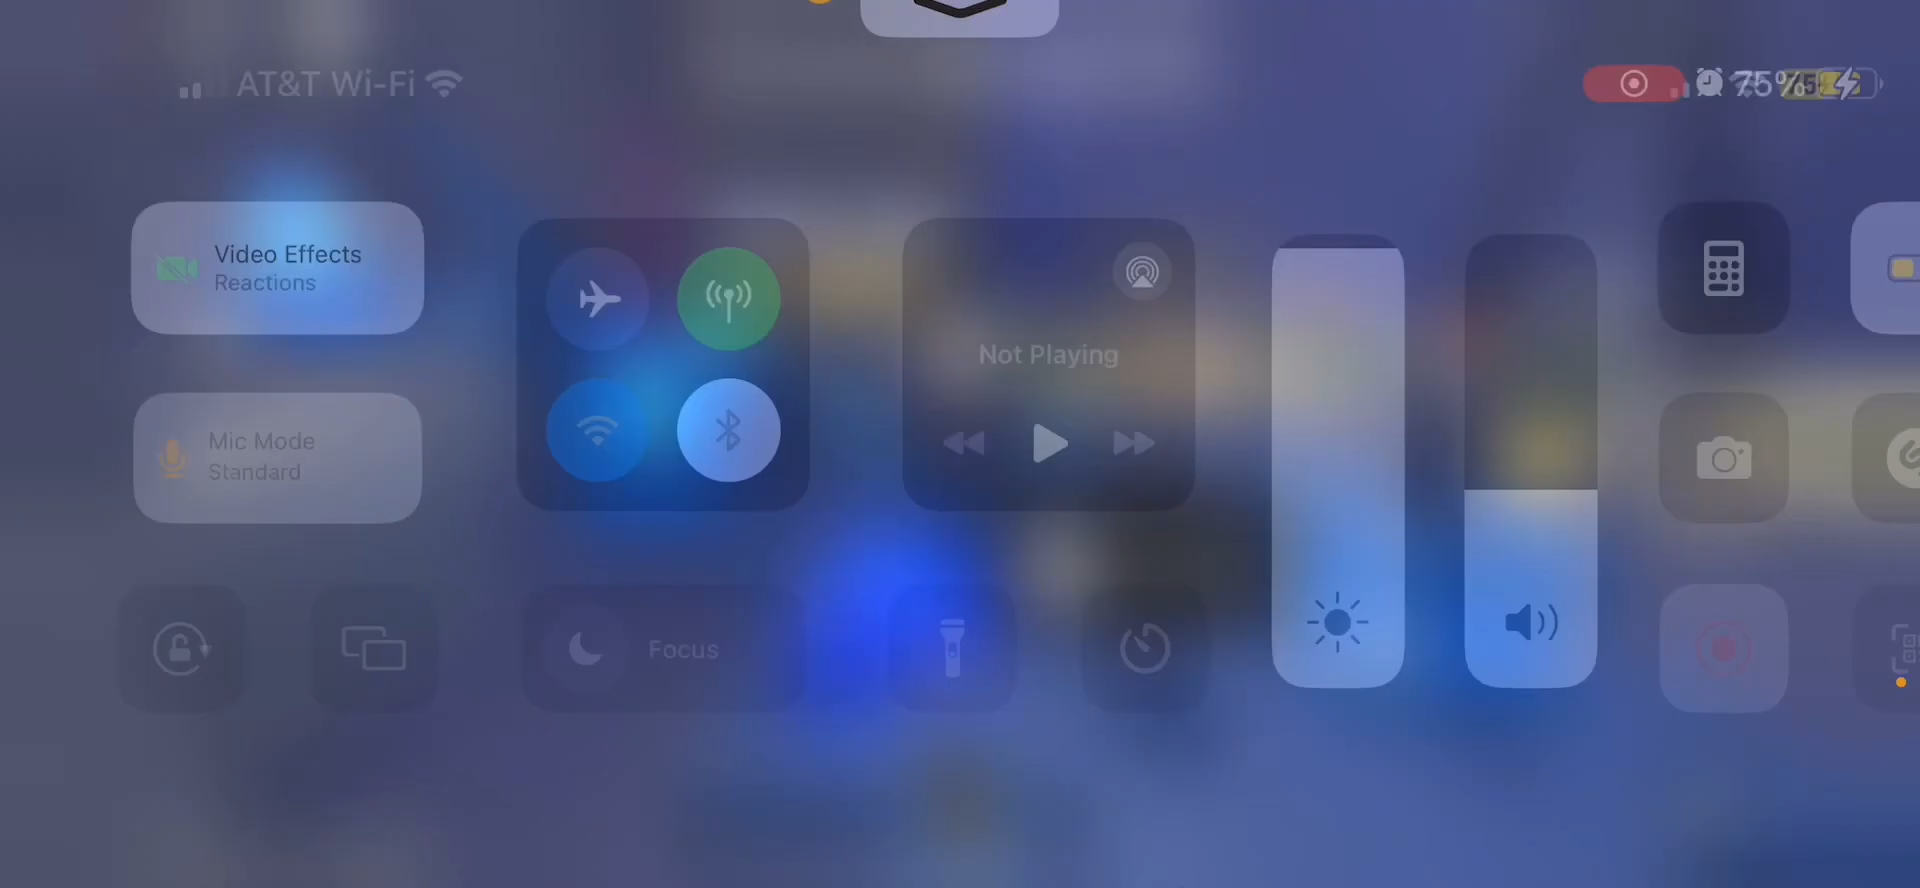 AT&T Wi-Fi
75%
Video Effects
Reactions
Not Playing
Mic Mode
Standard
Focus